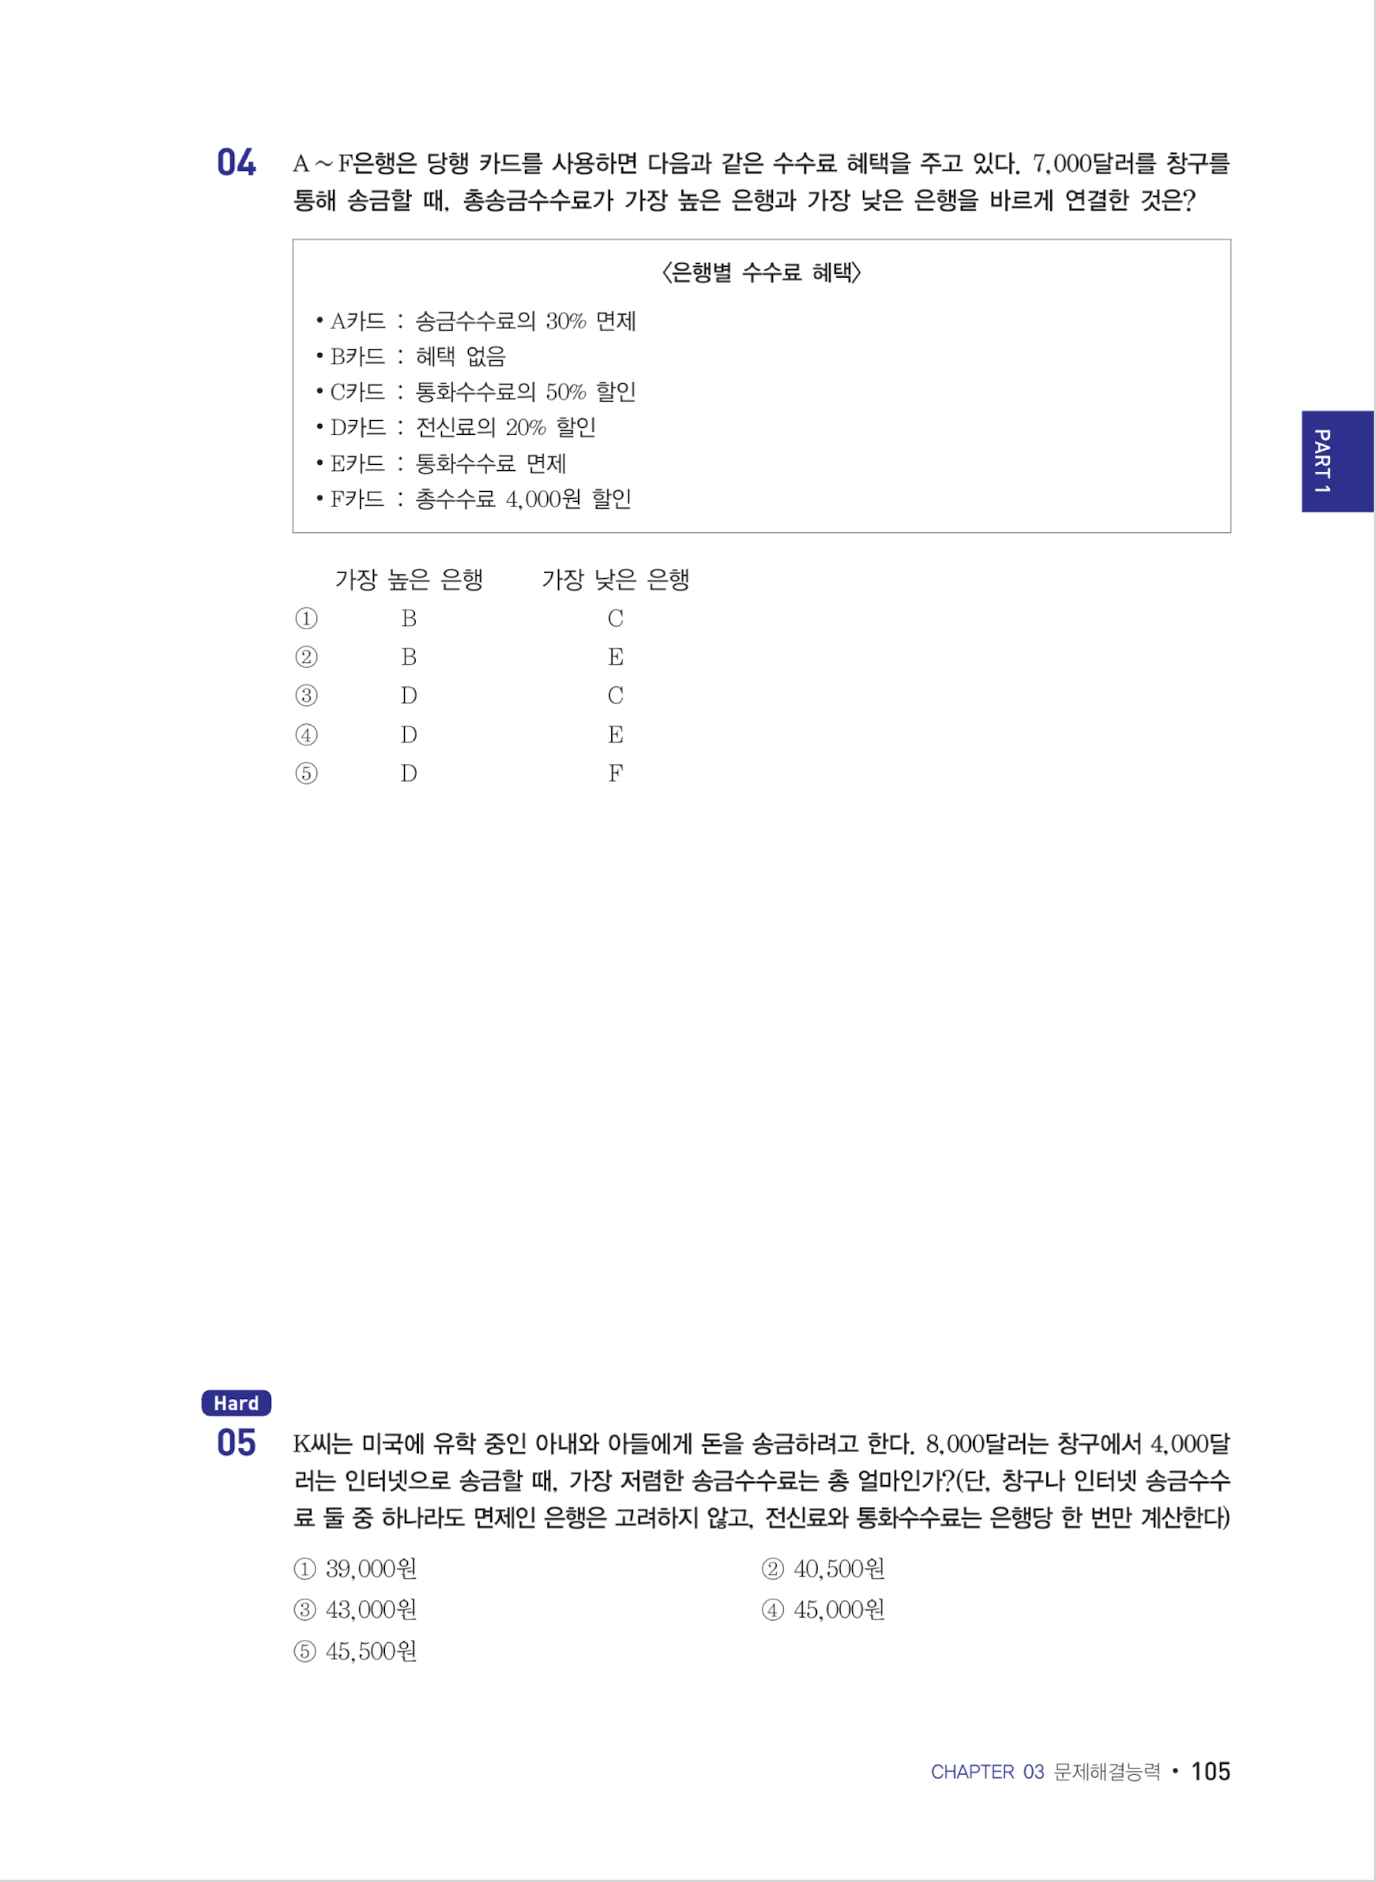 04 A ~ F은행은 당행 카드를 사용하면 다음과 같은 수수료 혜택을 주고 있다. 7,000달러를 창구를
통해 송금할 때, 총송금수수료가 가장 높은 은행과 가장 낮은 은행을 바르게 연결한 것은?
〈은행별 수수료 혜택〉
• A카드 : 송금수수료의 30% 면제
• B카드 : 혜택 없음
• C카드 : 통화수수료의 50% 할인
• D카드 : 전신료의 20% 할인
• E카드 : 통화수수료 면제
• F카드 : 총수수료 4,000원 할인
PART 1
가장 높은 은행 가장 낮은 은행
① B C
② B E
③ D C
④ D E
⑤ D F
Hard
05 K씨는 미국에 유학 중인 아내와 아들에게 돈을 송금하려고 한다. 8,000달러는 창구에서 4,000달
러는 인터넷으로 송금할 때, 가장 저렴한 송금수수료는 총 얼마인가?(단, 창구나 인터넷 송금수수
료 둘 중 하나라도 면제인 은행은 고려하지 않고, 전신료와 통화수수료는 은행당 한 번만 계산한다)
① 39,000원 ② 40,500원
③ 43,000원 ④ 45,000원
⑤ 45,500원
CHAPTER 03 문제해결능력 • 105